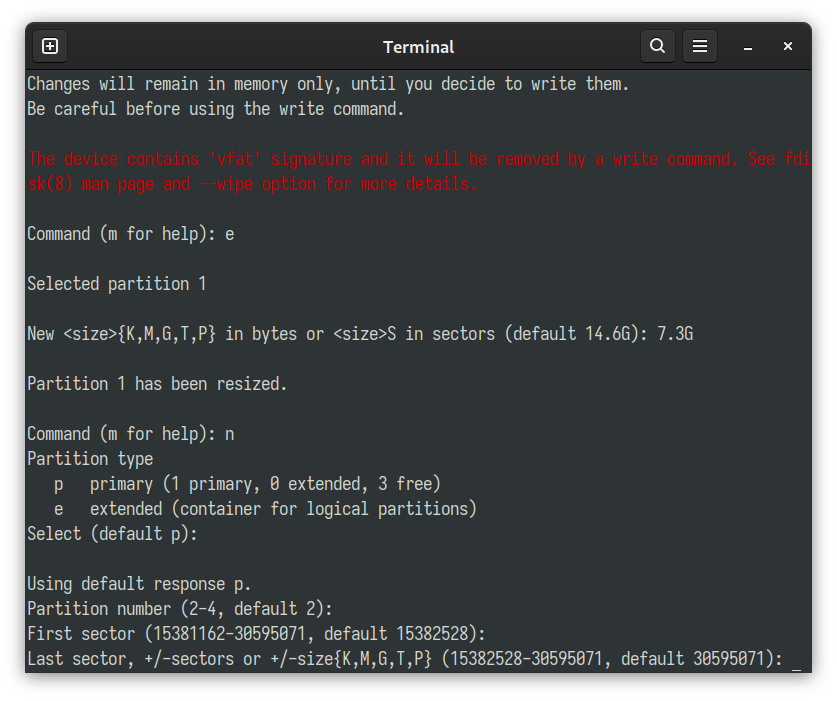 Terminal
Changes will remain in memory only, until you decide to write them.
Be careful before using the write command.
The device contains 'vfat' signature and it will be removed by a write command. See fdi
sk(8) man page and --wipe option for more details.
Command (m for help): e
Selected partition 1
New <size>{K,M,G,T,P} in bytes or <size>S in sectors (default 14.6G): 7.3G
Partition 1 has been resized.
Command (m for help): n
Partition type
   p   primary (1 primary, 0 extended, 3 free)
   e   extended (container for logical partitions)
Select (default p):
Using default response p.
Partition number (2-4, default 2):
First sector (15381162-30595071, default 15382528):
Last sector, +/-sectors or +/-size{K,M,G,T,P} (15382528-30595071, default 30595071): _